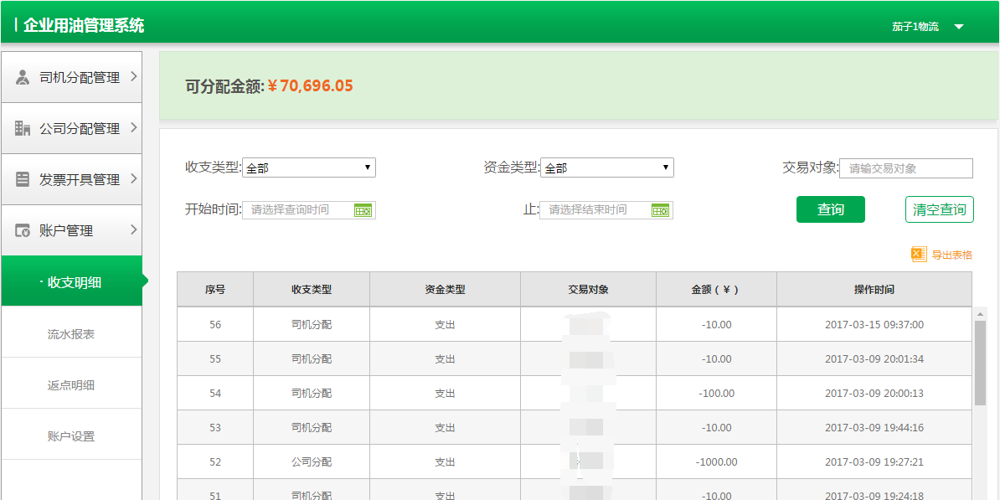 企业用油管理系统
茄子1物流
司机分配管理
公司分配管理
发票开具管理
账户管理
· 收支明细
流水报表
返点明细
账户设置
可分配金额: ¥ 70,696.05
收支类型: 全部 资金类型: 全部 交易对象: 请输交易对象
开始时间: 请选择查询时间 止: 请选择结束时间 查询 清空查询
导出表格
序号 收支类型 资金类型 交易对象 金额 ( ¥ ) 操作时间
56 司机分配 支出 -10.00 2017-03-15 09:37:00
55 司机分配 支出 -10.00 2017-03-09 20:01:34
54 司机分配 支出 -100.00 2017-03-09 20:00:13
53 司机分配 支出 -10.00 2017-03-09 19:44:16
52 公司分配 支出 -1000.00 2017-03-09 19:27:21
51 司机分配 支出 -10.00 2017-03-09 19:24:18